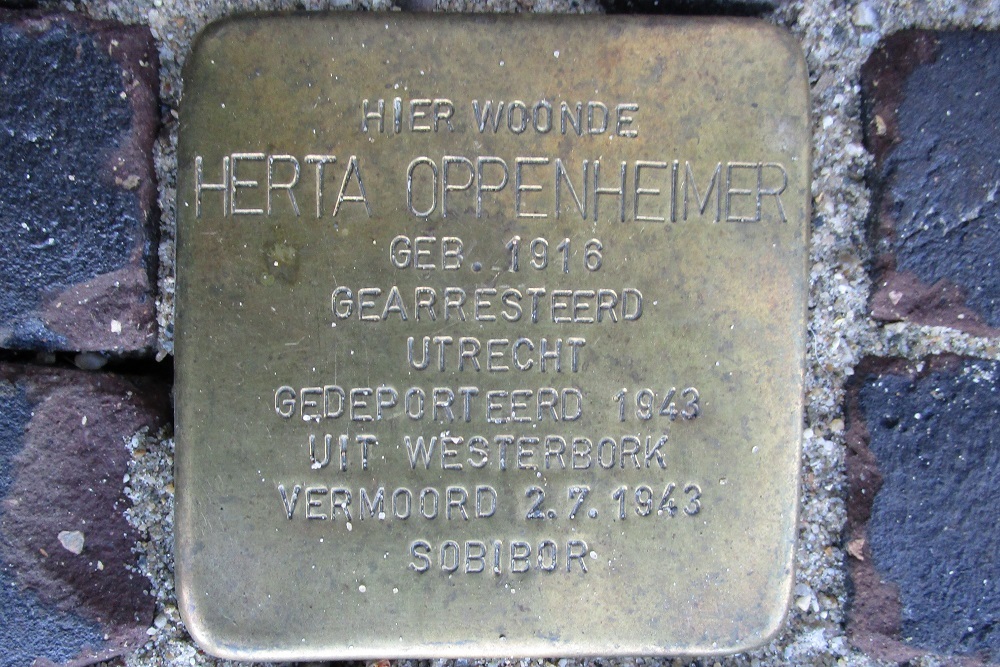 HIER WOONDE
HERTA OPPENHEIMER
GEB. 1916
GEARRESTEERD
UTRECHT
GEDEPORTEERD 1943
UIT WESTERBORK
VERMOORD 2.7.1943
SOBIBOR